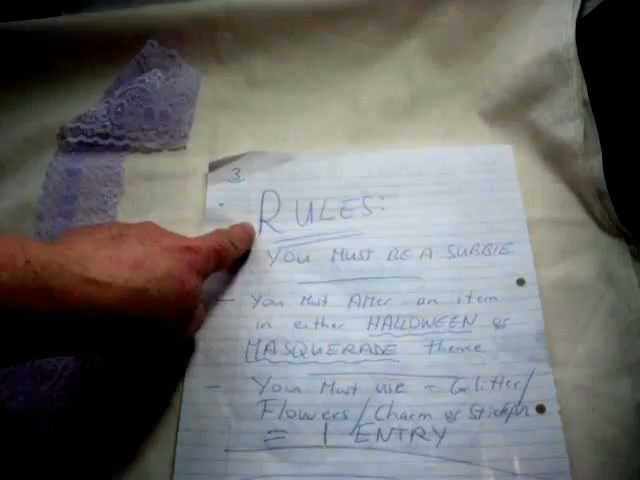 3
RULES:
YOU MUST BE A SUBBIE
- You Must Alter an item
in either HALLOWEEN or
MASQUERADE theme
- You Must use = Glitter/
Flowers/Charm or
= 1 ENTRY